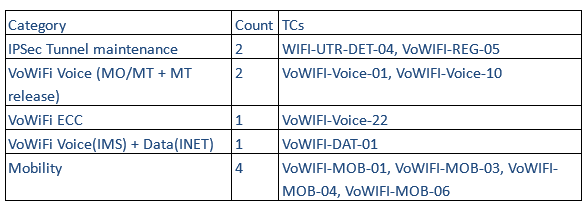 Category Count TCs
IPSec Tunnel maintenance 2 WIFI-UTR-DET-04, VoWIFI-REG-05
VoWiFi Voice (MO/MT + MT 2 VoWIFI-Voice-01, VoWIFI-Voice-10
release)
VoWiFi ECC 1 VoWIFI-Voice-22
VoWiFi Voice(IMS) + Data(INET) 1 VoWIFI-DAT-01
Mobility 4 VoWIFI-MOB-01, VoWIFI-MOB-03, VoWIFI-
MOB-04, VoWIFI-MOB-06